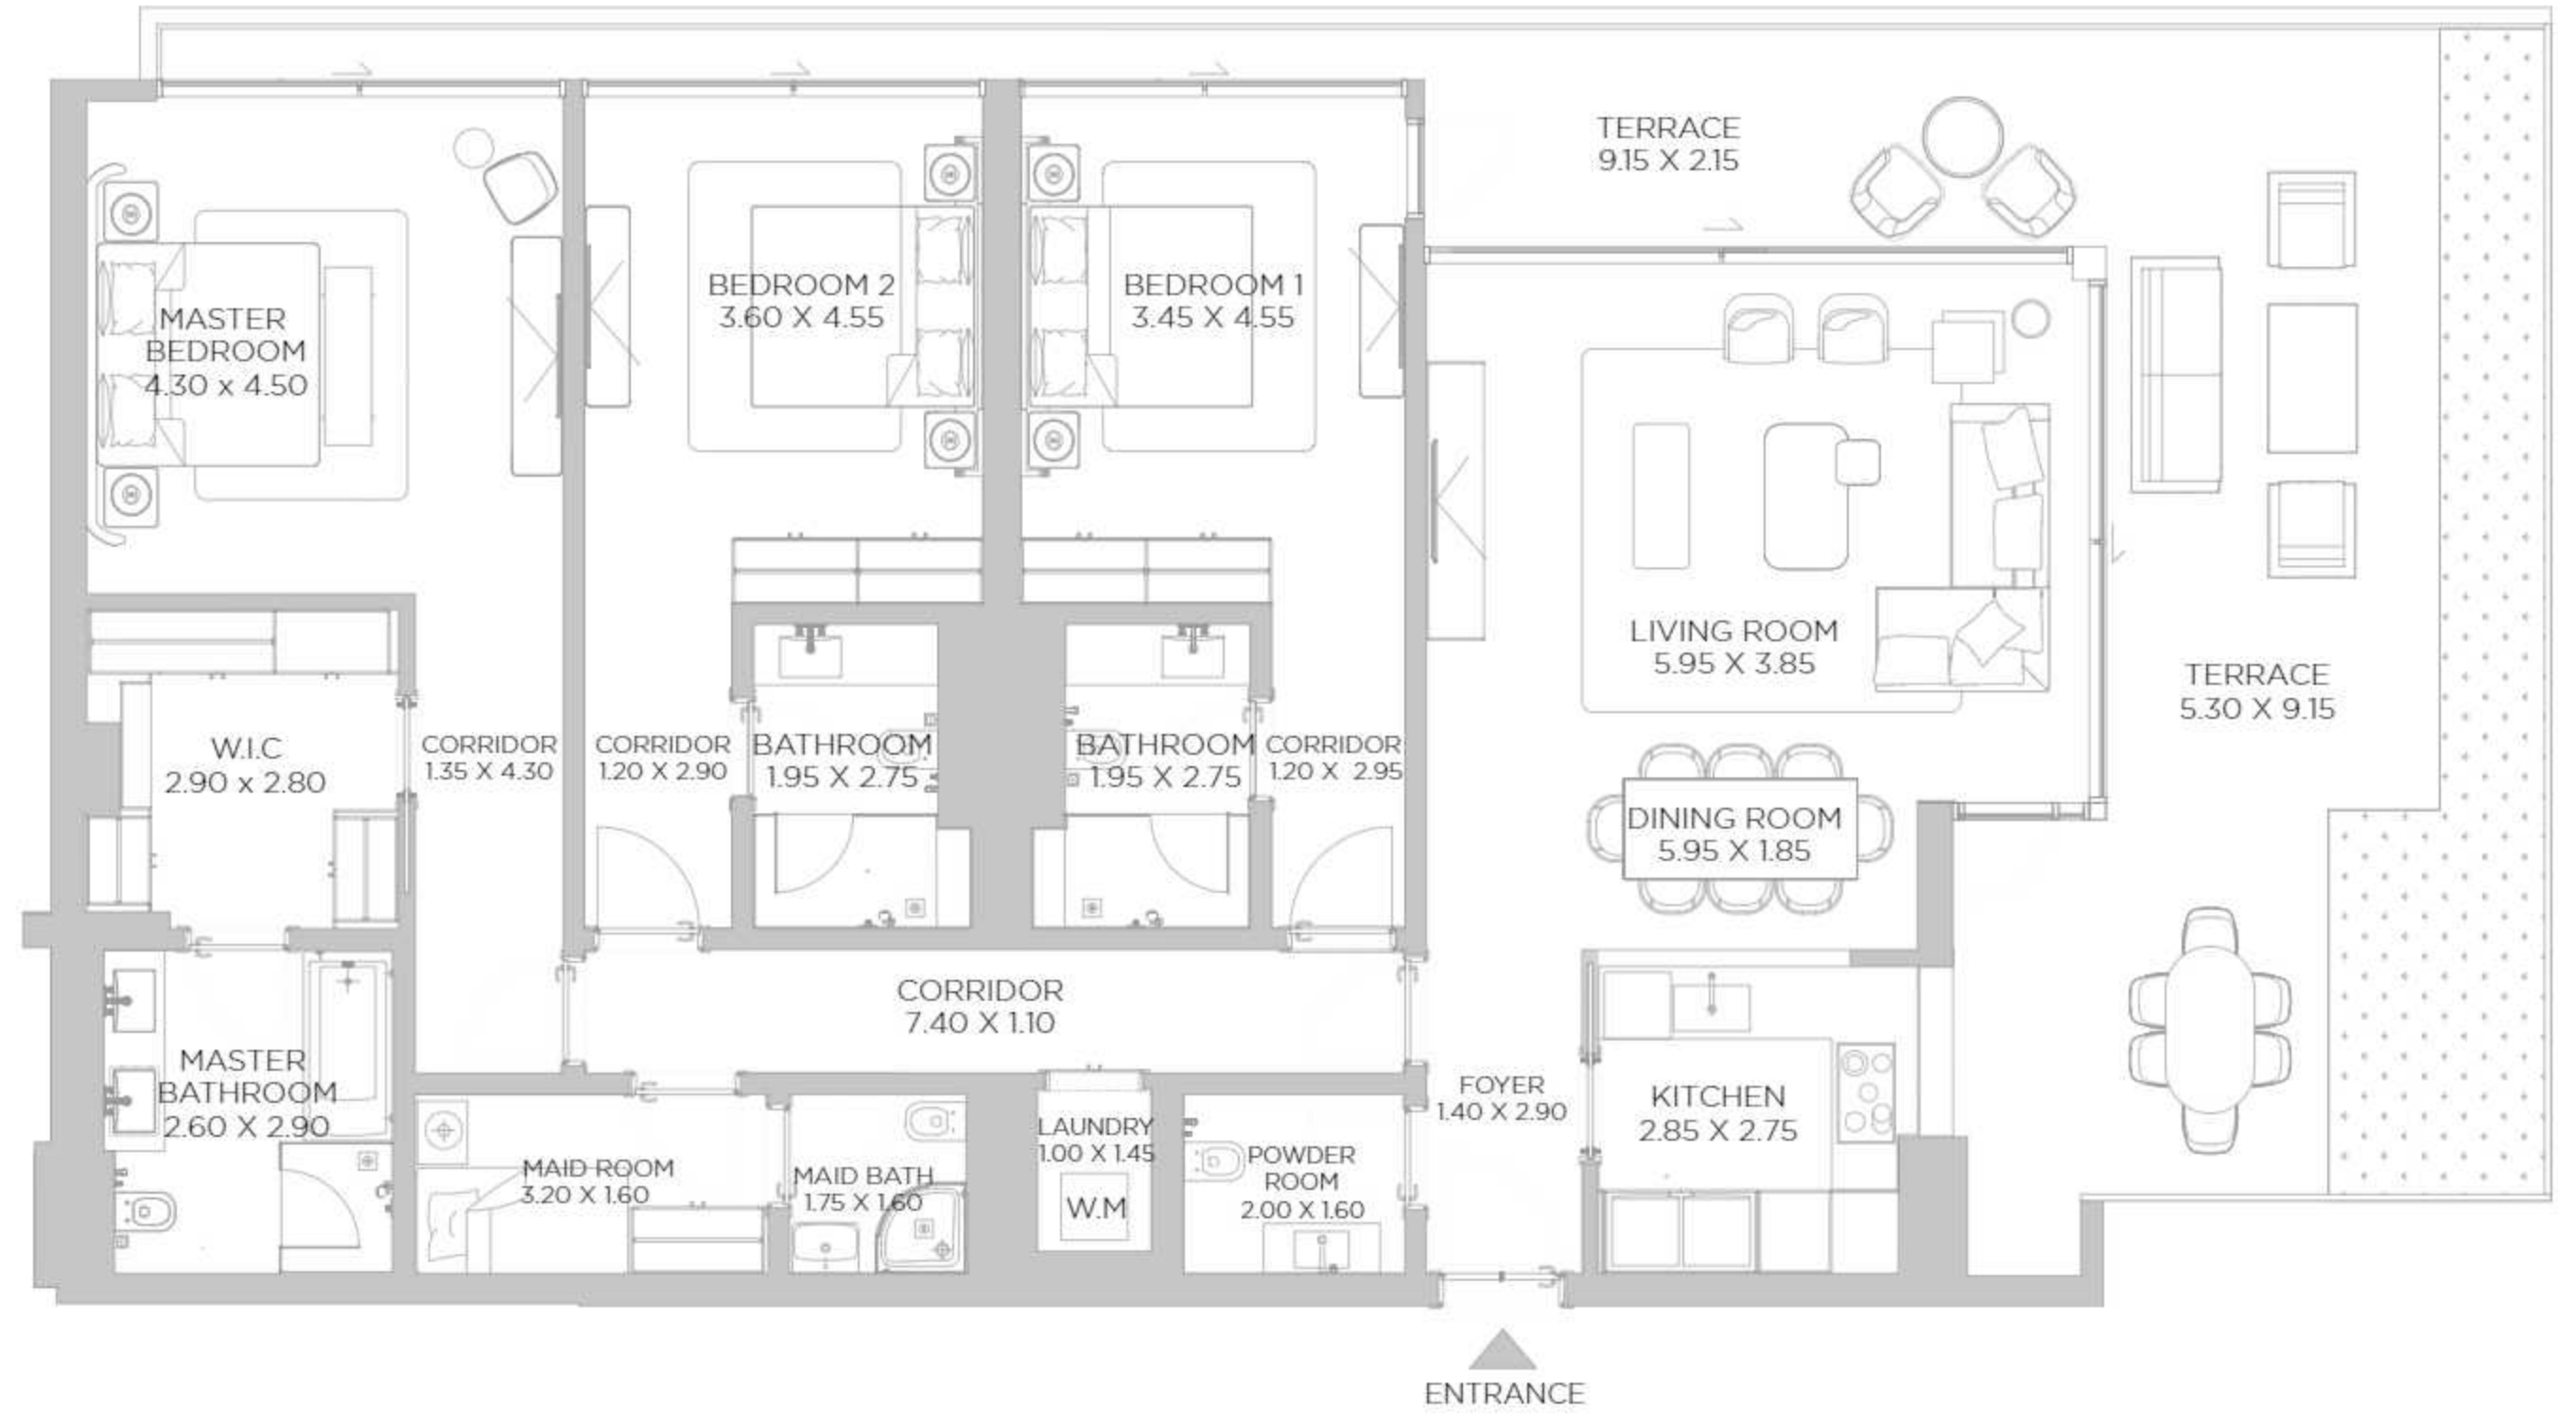 TERRACE
9.15 X 2.15
BEDROOM 2
3.60 X 4.55
BEDROOM 1
3.45 X 4.55
MASTER
BEDROOM
4.30 x 4.50
LIVING ROOM
5.95 X 3.85
TERRACE
5.30 X 9.15
W.I.C
2.90 x 2.80
CORRIDOR
1.35 X 4.30
CORRIDOR
1.20 X 2.90
BATHROOM
1.95 X 2.75
BATHROOM
1.95 X 2.75
CORRIDOR
1.20 X 2.95
DINING ROOM
5.95 X 1.85
CORRIDOR
7.40 X 1.10
MASTER
BATHROOM
2.60 X 2.90
FOYER
1.40 X 2.90
KITCHEN
2.85 X 2.75
MAID ROOM
3.20 X 1.60
MAID BATH
1.75 X 1.60
LAUNDRY
1.00 X 1.45
W.M
POWDER
ROOM
2.00 X 1.60
ENTRANCE